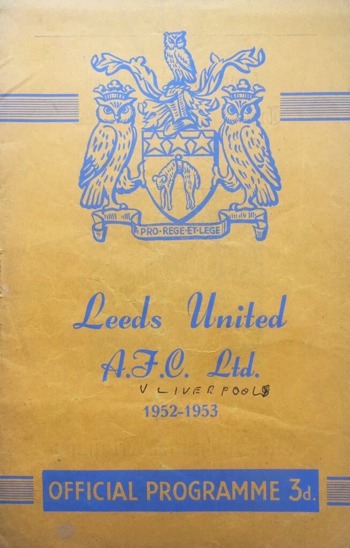 PRO·REGE·ET·LEGE
Leeds United
A.F.C. Ltd.
V LIVERPOOL
1952-1953
OFFICIAL PROGRAMME 3d.